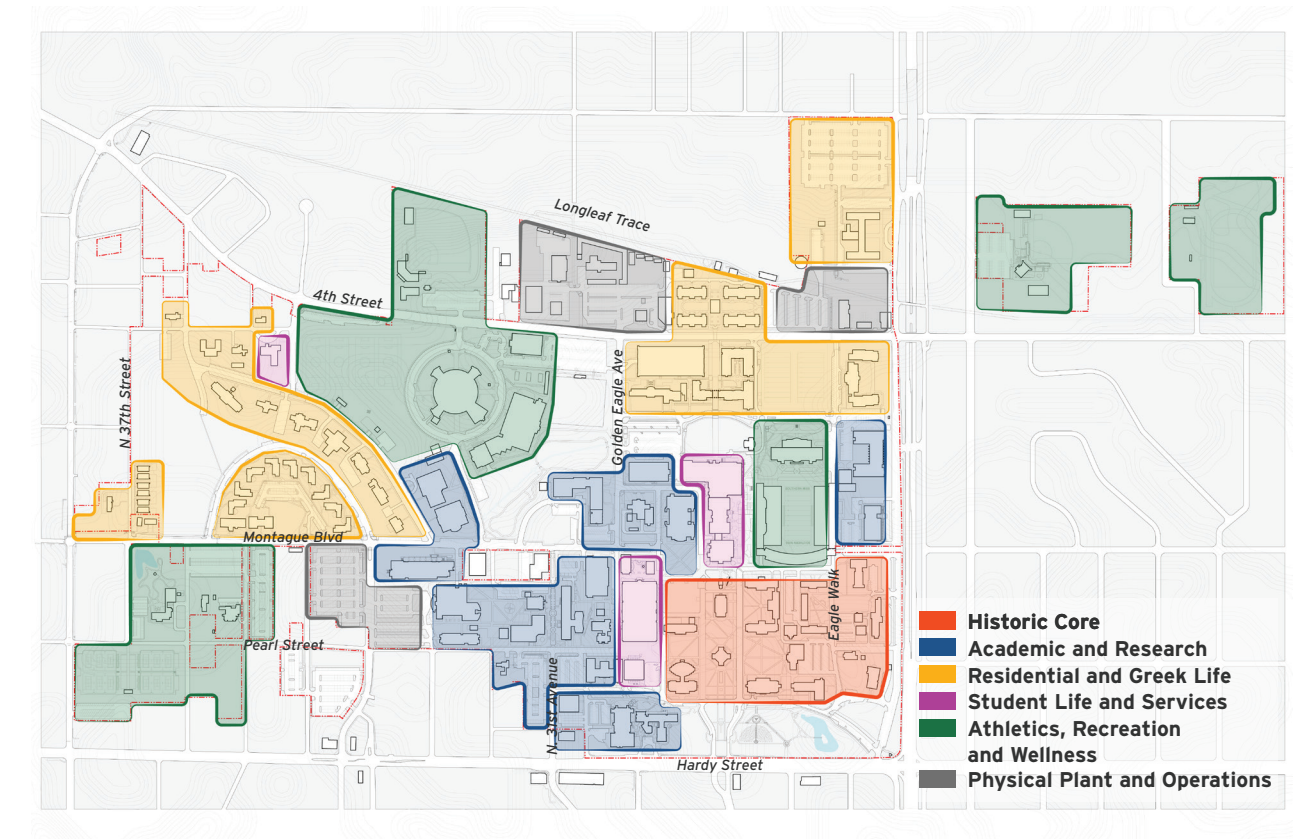 Longleaf Trace
4th Street
N 37th Street
Golden Eagle Ave
Montague Blvd
Eagle Walk
Pearl Street
N. 31st Avenue
Hardy Street
Historic Core
Academic and Research
Residential and Greek Life
Student Life and Services
Athletics, Recreation
and Wellness
Physical Plant and Operations